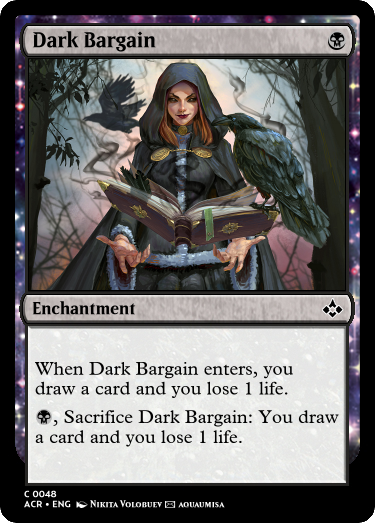 Dark Bargain
Enchantment
When Dark Bargain enters, you
draw a card and you lose 1 life.
, Sacrifice Dark Bargain: You draw
a card and you lose 1 life.
C 0048
ACR • ENG Nikita Volobuev AOUAUMISA